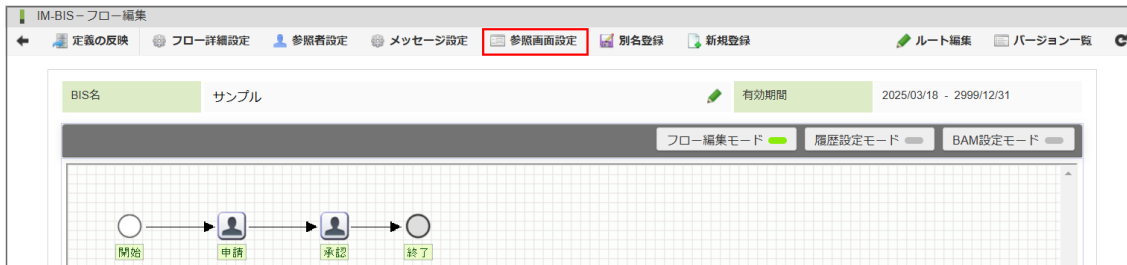 IM-BIS－フロー編集
定義の反映 フロー詳細設定 参照者設定 メッセージ設定 参照画面設定 別名登録 新規登録 ルート編集 バージョン一覧
BIS名 サンプル 有効期間 2025/03/18 - 2999/12/31
フロー編集モード 履歴設定モード BAM設定モード
開始 申請 承認 終了